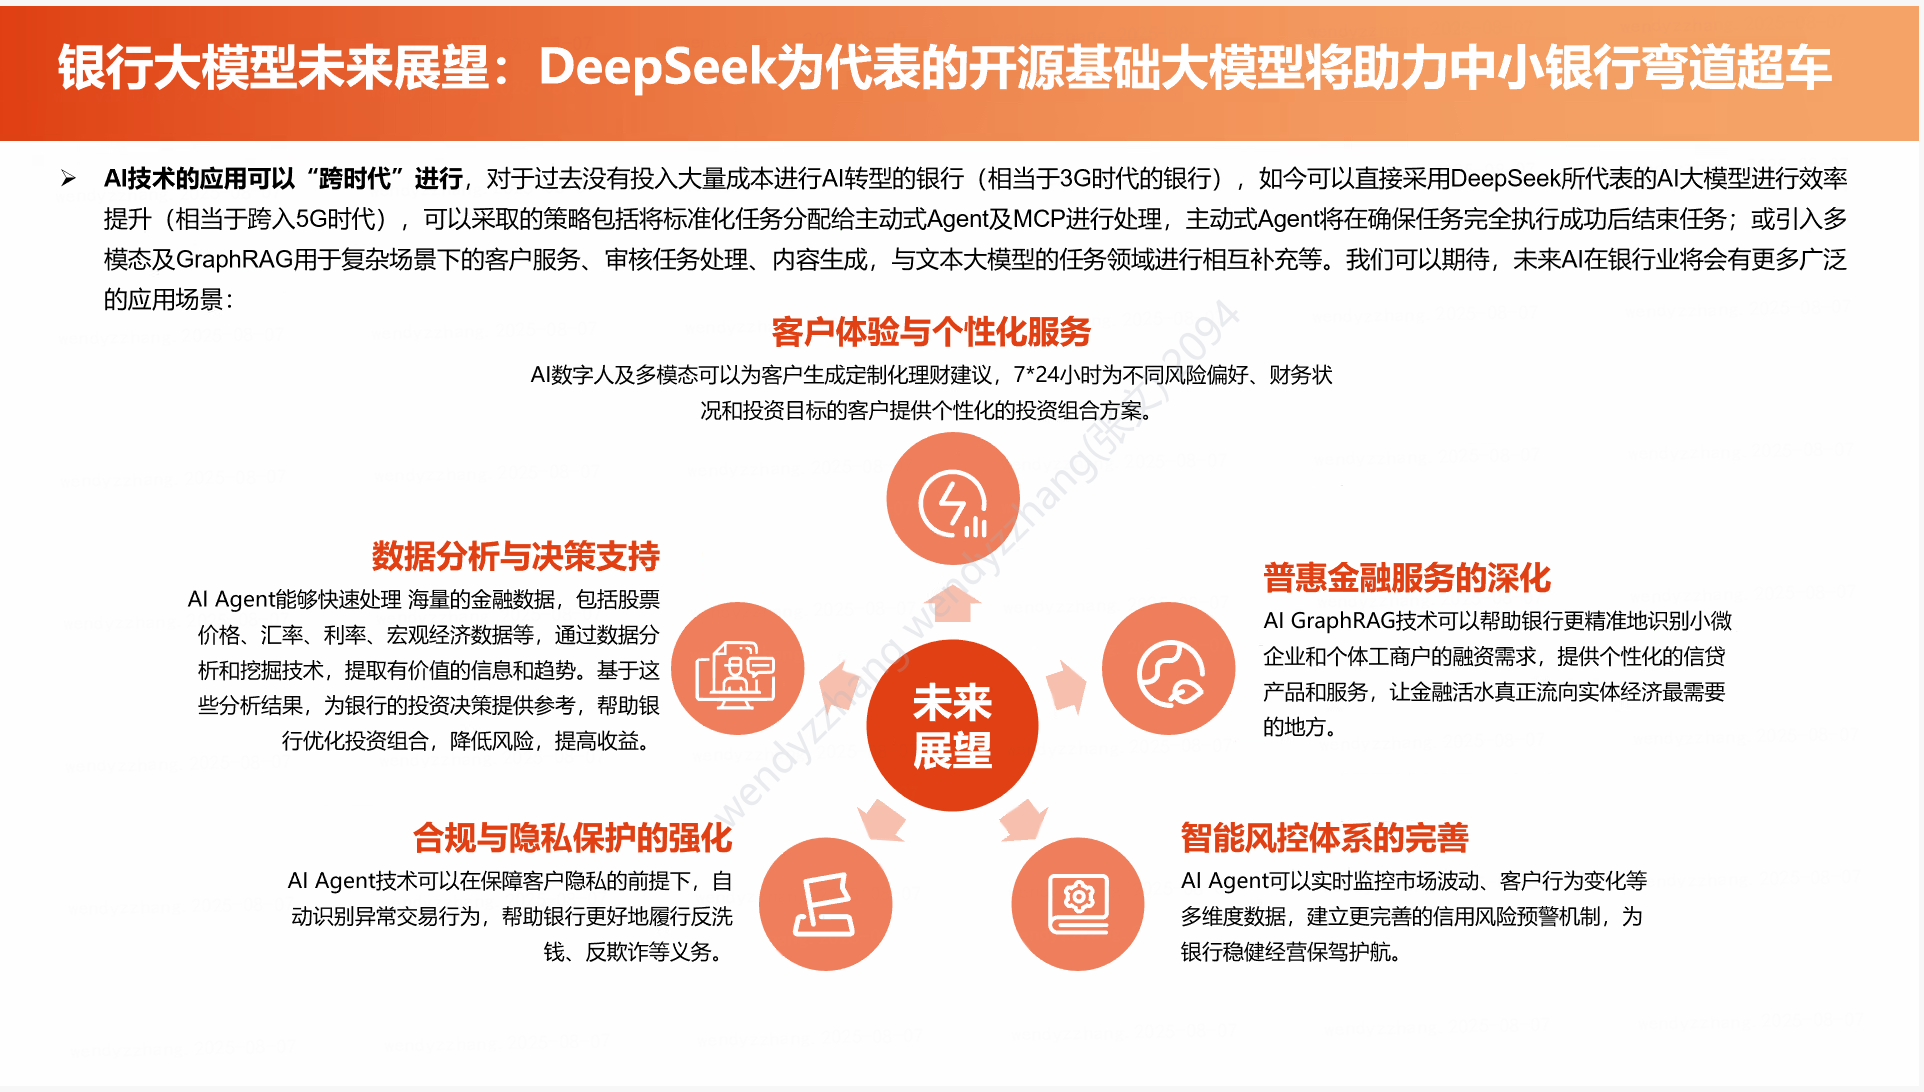 银行大模型未来展望：DeepSeek为代表的开源基础大模型将助力中小银行弯道超车
➢ AI技术的应用可以“跨时代”进行，对于过去没有投入大量成本进行AI转型的银行（相当于3G时代的银行），如今可以直接采用DeepSeek所代表的AI大模型进行效率
提升（相当于跨入5G时代），可以采取的策略包括将标准化任务分配给主动式Agent及MCP进行处理，主动式Agent将在确保任务完全执行成功后结束任务；或引入多
模态及GraphRAG用于复杂场景下的客户服务、审核任务处理、内容生成，与文本大模型的任务领域进行相互补充等。我们可以期待，未来AI在银行业将会有更多广泛
的应用场景：
客户体验与个性化服务
AI数字人及多模态可以为客户生成定制化理财建议，7*24小时为不同风险偏好、财务状
况和投资目标的客户提供个性化的投资组合方案。
数据分析与决策支持
AI Agent能够快速处理 海量的金融数据，包括股票
价格、汇率、利率、宏观经济数据等，通过数据分
析和挖掘技术，提取有价值的信息和趋势。基于这
些分析结果，为银行的投资决策提供参考，帮助银
行优化投资组合，降低风险，提高收益。
普惠金融服务的深化
AI GraphRAG技术可以帮助银行更精准地识别小微
企业和个体工商户的融资需求，提供个性化的信贷
产品和服务，让金融活水真正流向实体经济最需要
的地方。
未来
展望
合规与隐私保护的强化
AI Agent技术可以在保障客户隐私的前提下，自
动识别异常交易行为，帮助银行更好地履行反洗
钱、反欺诈等义务。
智能风控体系的完善
AI Agent可以实时监控市场波动、客户行为变化等
多维度数据，建立更完善的信用风险预警机制，为
银行稳健经营保驾护航。
wendyzzhang wendyzzhang(张文) 2094